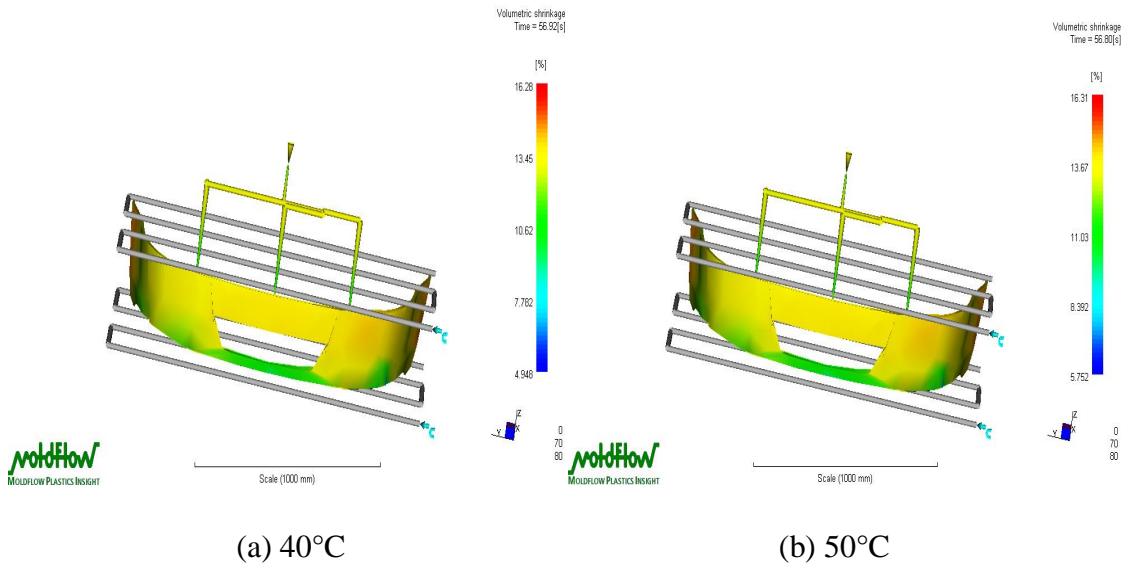 Volumetric shrinkage
Time = 56.92[s]
[%]
16.28
13.45
10.62
7.782
4.948
Z
Y X
0
70
80
moldflow
MOLDFLOW PLASTICS INSIGHT
Scale (1000 mm)
(a) 40°C
Volumetric shrinkage
Time = 56.80[s]
[%]
16.31
13.67
11.03
8.392
5.752
Z
Y X
0
70
80
moldflow
MOLDFLOW PLASTICS INSIGHT
Scale (1000 mm)
(b) 50°C